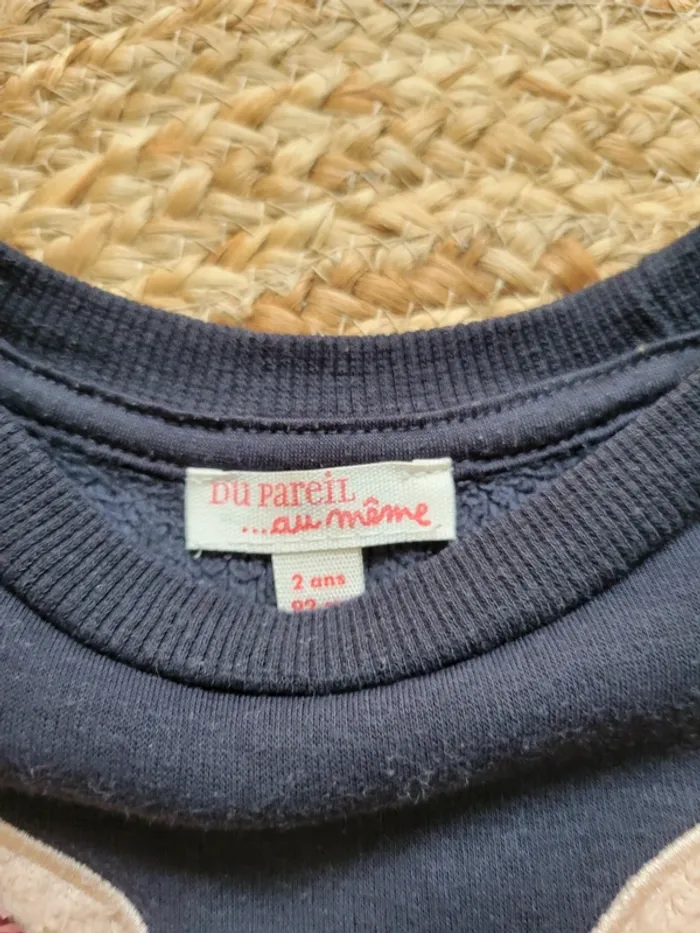 DU PAREIL
...au même
2 ans